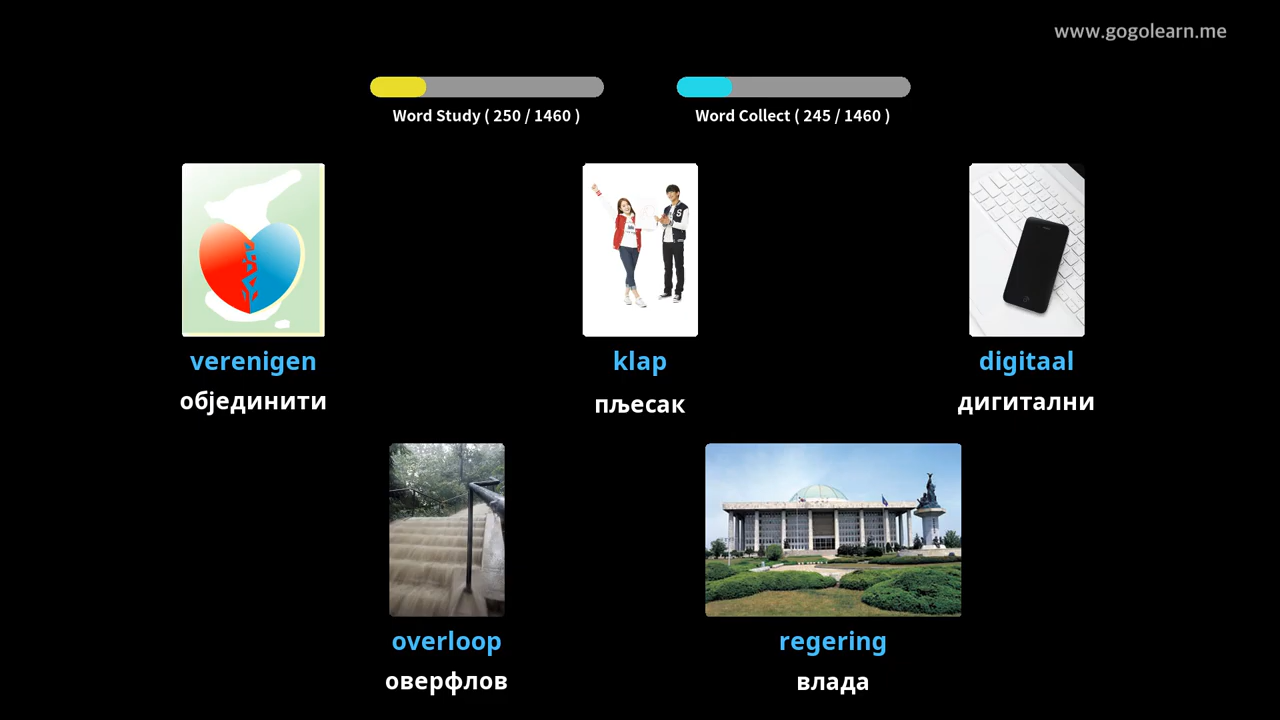 www.gogolearn.me
Word Study ( 250 / 1460 )
Word Collect ( 245 / 1460 )
verenigen
објединити
klap
пљесак
digitaal
дигитални
overloop
оверфлов
regering
влада